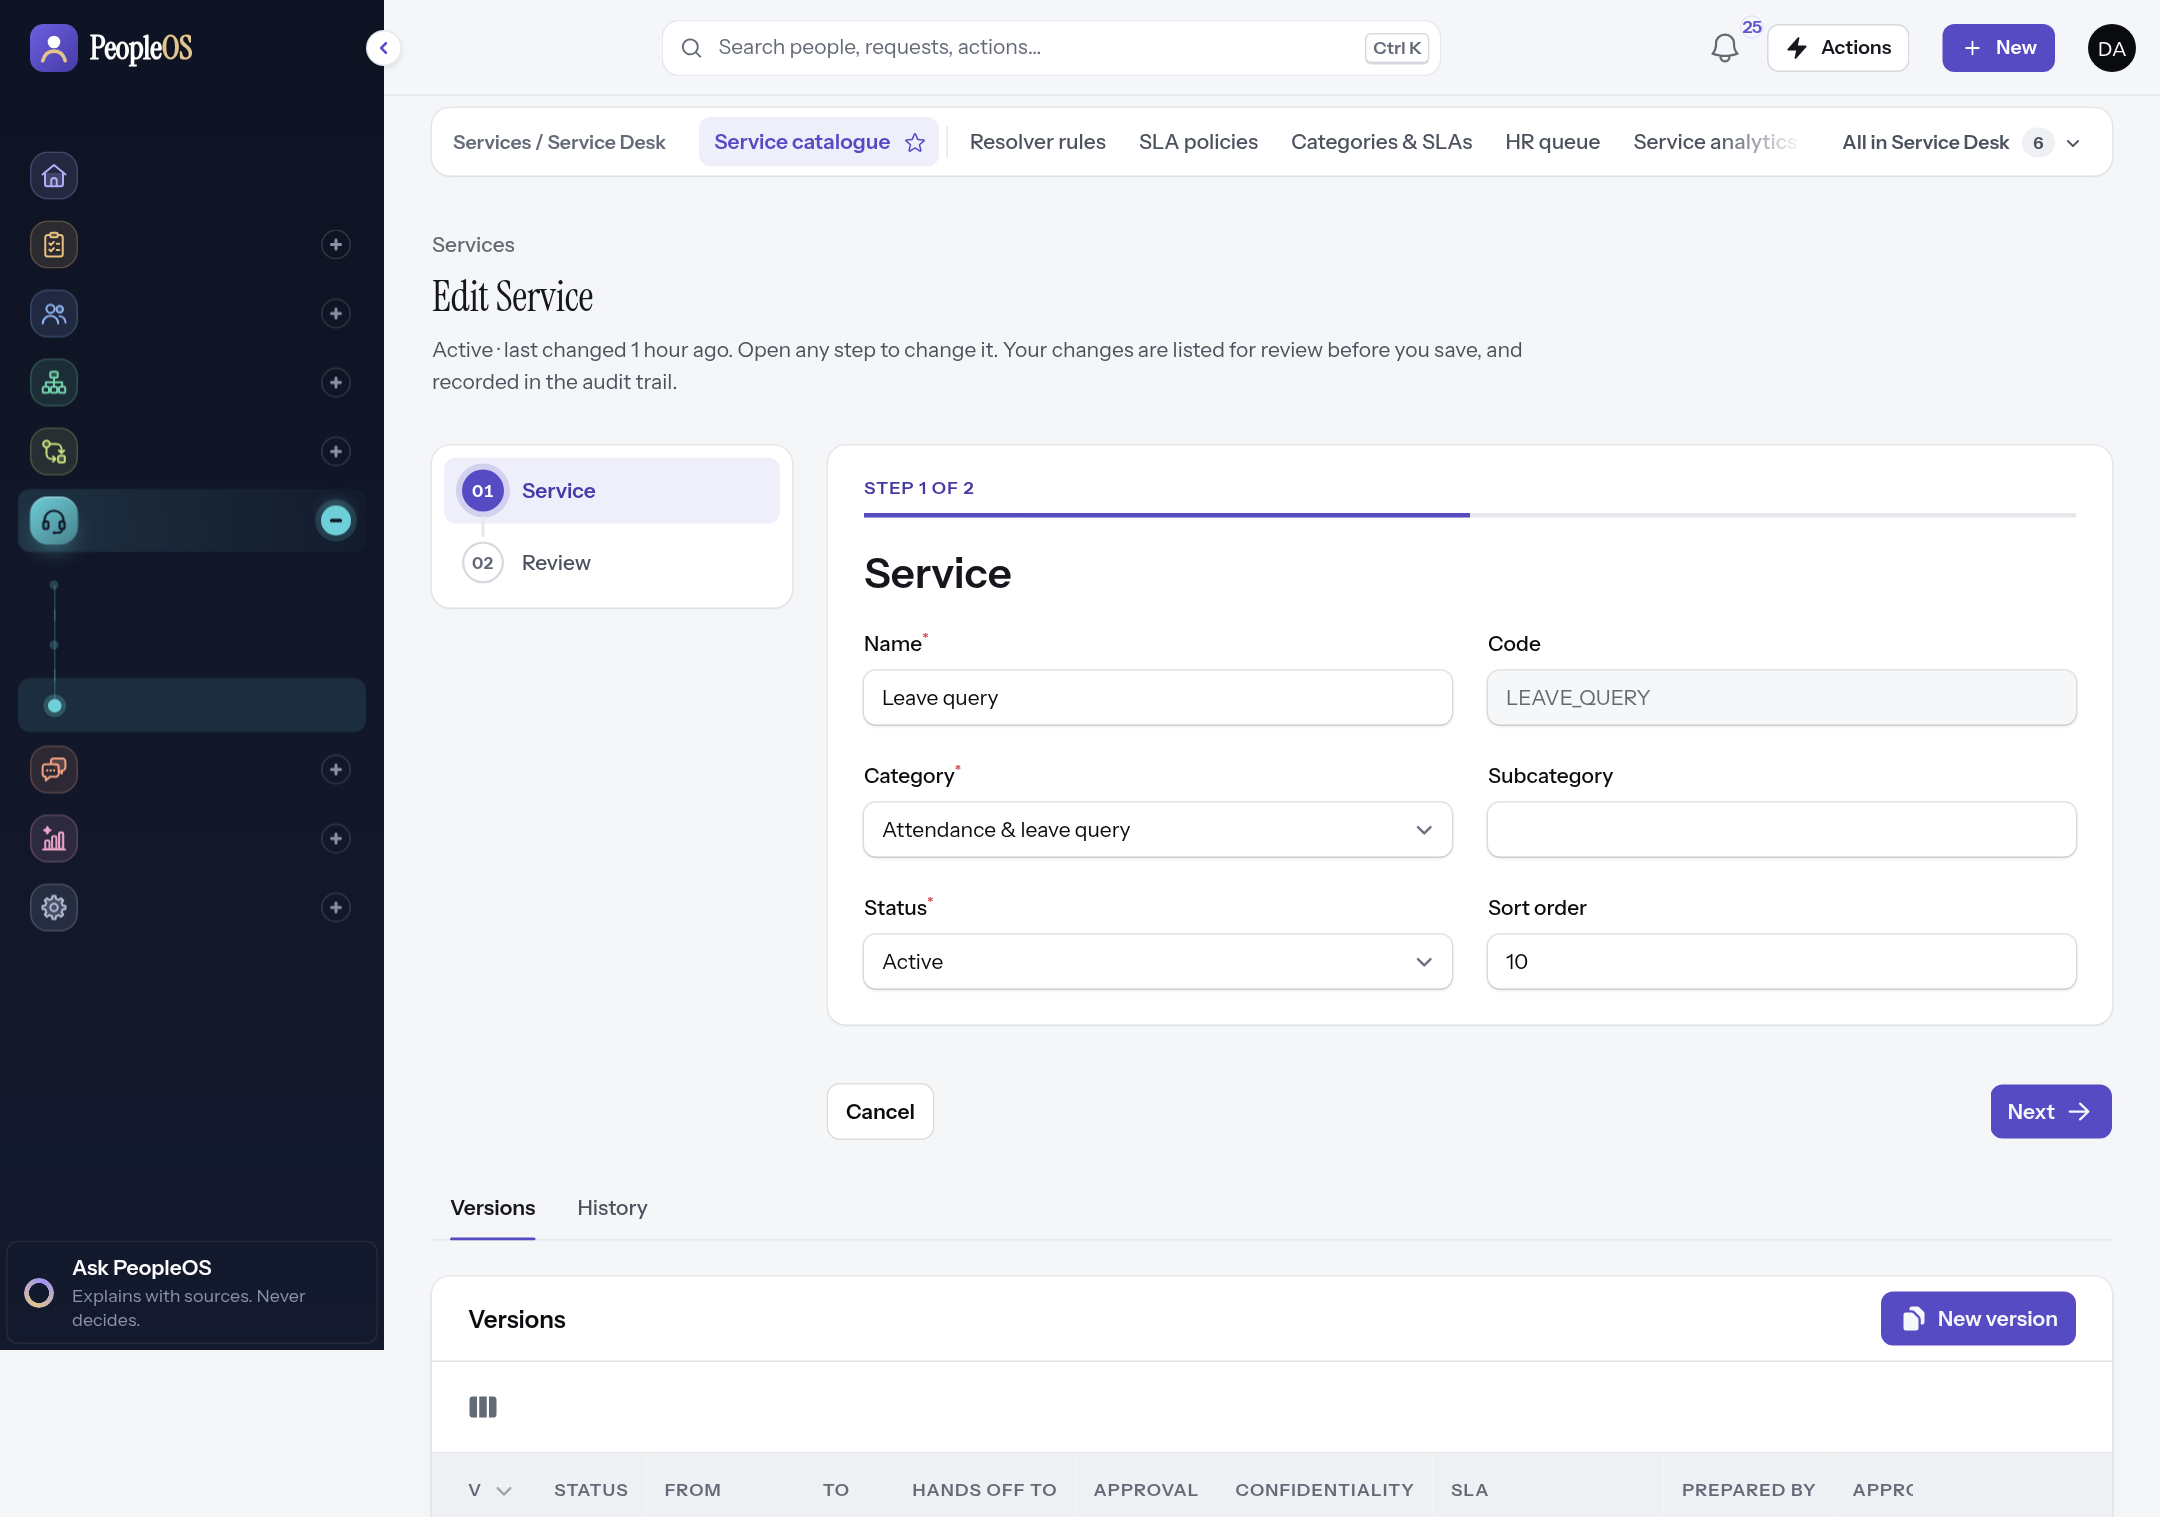 PeopleOS
Search people, requests, actions...
Ctrl K
25
Actions
New
DA
Services / Service Desk
Service catalogue
Resolver rules
SLA policies
Categories & SLAs
HR queue
Service analytics
All in Service Desk
6
Services
Edit Service
Active · last changed 1 hour ago. Open any step to change it. Your changes are listed for review before you save, and
recorded in the audit trail.
01
Service
02
Review
STEP 1 OF 2
Service
Name*
Code
Leave query
LEAVE_QUERY
Category*
Subcategory
Attendance & leave query
Status*
Sort order
Active
10
Cancel
Next
Versions
History
Ask PeopleOS
Explains with sources. Never
decides.
Versions
New version
V
STATUS
FROM
TO
HANDS OFF TO
APPROVAL
CONFIDENTIALITY
SLA
PREPARED BY